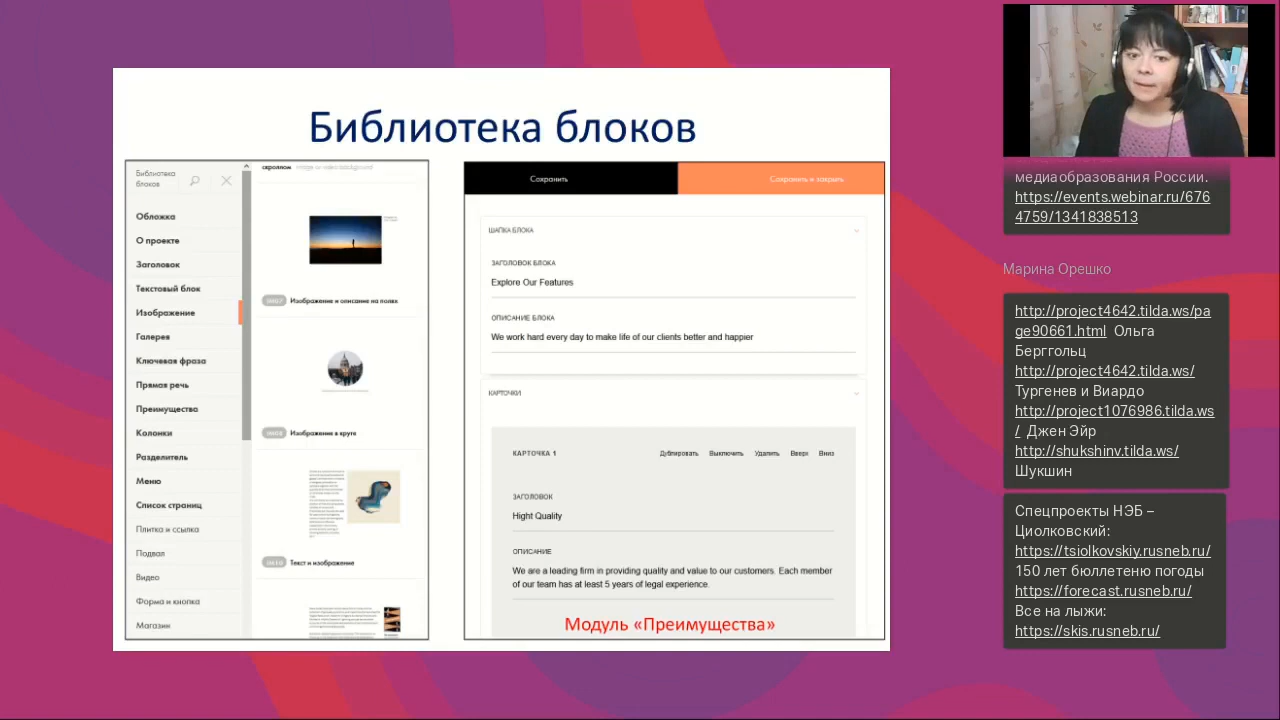 Библиотека блоков
Библиотека
блоков
Обложка
О проекте
Заголовок
Текстовый блок
Изображение
Галерея
Ключевая фраза
Прямая речь
Преимущества
Колонки
Разделитель
Меню
Список страниц
Плитка и ссылка
Подвал
Видео
Форма и кнопка
Магазин
скроллом
Изображение и описание на полях
Изображение в круге
Текст и изображение
Сохранить
Сохранить и закрыть
ШАПКА БЛОКА
ЗАГОЛОВОК БЛОКА
Explore Our Features
ОПИСАНИЕ БЛОКА
We work hard every day to make life of our clients better and happier
КАРТОЧКИ
КАРТОЧКА 1
Дублировать Выключить Удалить Вверх Вниз
ЗАГОЛОВОК
Hight Quality
ОПИСАНИЕ
We are a leading firm in providing quality and value to our customers. Each member
of our team has at least 5 years of legal experience.
Модуль «Преимущества»
медиаобразования России.
https://events.webinar.ru/676
4759/1341838513
Марина Орешко
http://project4642.tilda.ws/pa
ge90661.html Ольга
Берггольц
http://project4642.tilda.ws/
Тургенев и Виардо
http://project1076986.tilda.ws
/ Джен Эйр
http://shukshinv.tilda.ws/
Шукшин
Спецпроекты НЭБ –
Циолковский:
https://tsiolkovskiy.rusneb.ru/
150 лет бюллетеню погоды
https://forecast.rusneb.ru/
Все на лыжи:
https://skis.rusneb.ru/